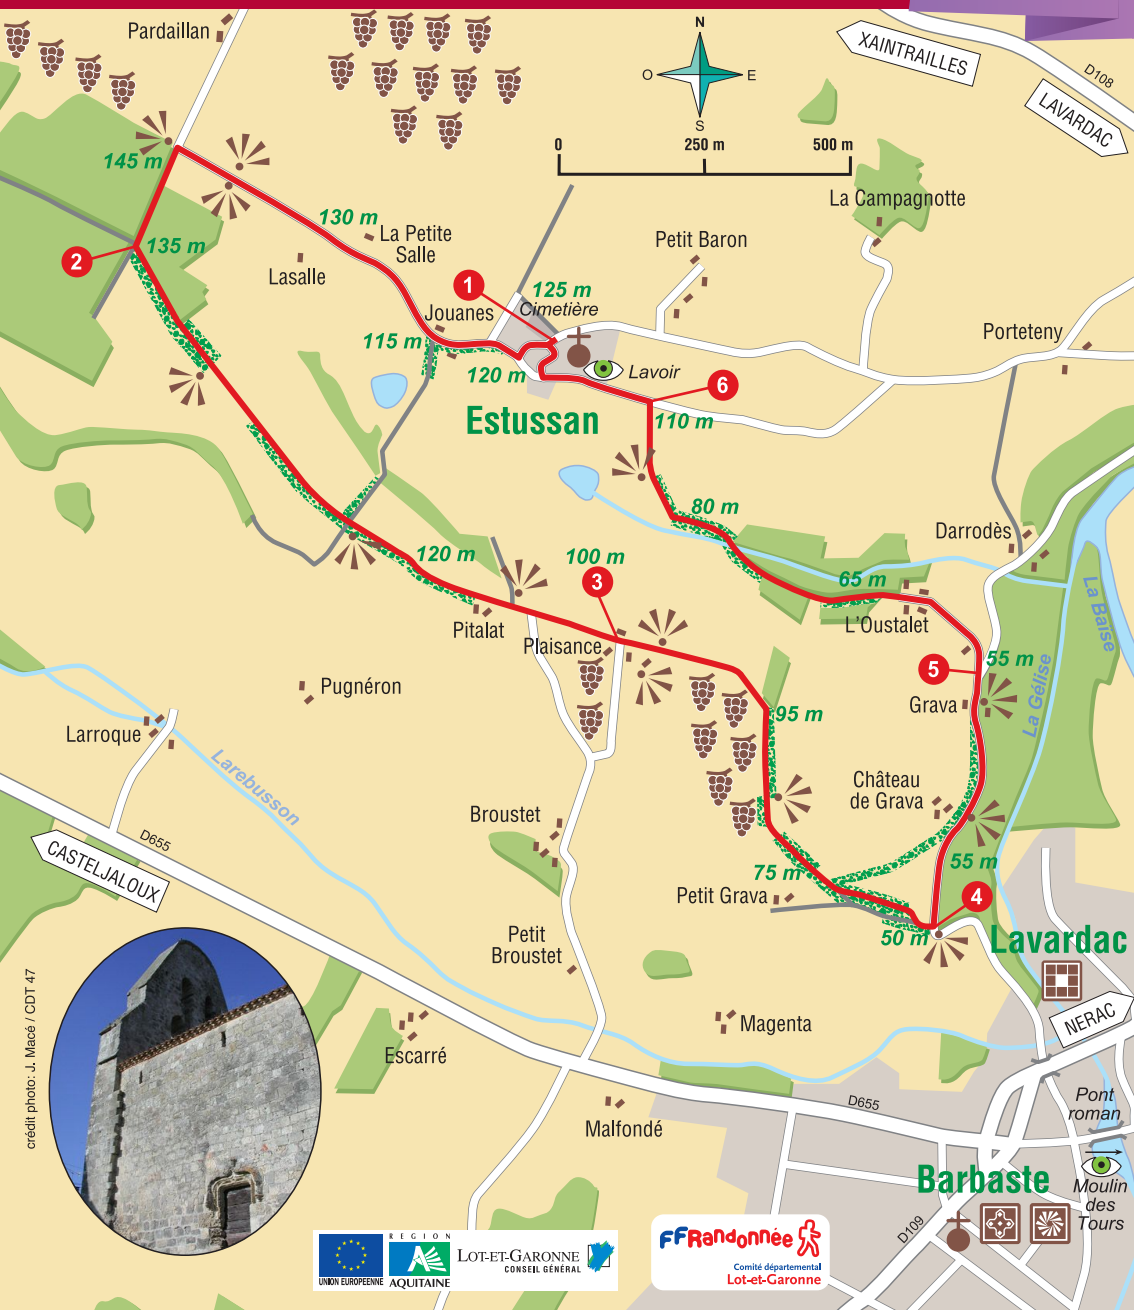 Pardaillan
N
O
E
S
XAINTRAILLES
D108
LAVARDAC
0
250 m
500 m
145 m
La Campagnotte
130 m
La Petite
Salle
Petit Baron
2
135 m
Lasalle
1
125 m
Cimetière
Jouanes
Porteteny
115 m
120 m
Lavoir
6
Estussan
110 m
80 m
Darrodès
120 m
100 m
3
65 m
La Baïse
Pitalat
Plaisance
L'Oustalet
5
55 m
La Gélise
Pugnéron
Grava
95 m
Larroque
Larebusson
Château
de Grava
Broustet
D655
CASTELJALOUX
75 m
55 m
Petit Grava
4
50 m
Lavardac
Petit
Broustet
NERAC
Magenta
Escarré
crédit photo: J. Macé / CDT 47
D655
Pont
roman
Malfondé
Barbaste
Moulin
des
Tours
D109
UNION EUROPEENNE
REGION
AQUITAINE
LOT-ET-GARONNE
CONSEIL GÉNÉRAL
FFRandonnée
Comité départemental
Lot-et-Garonne